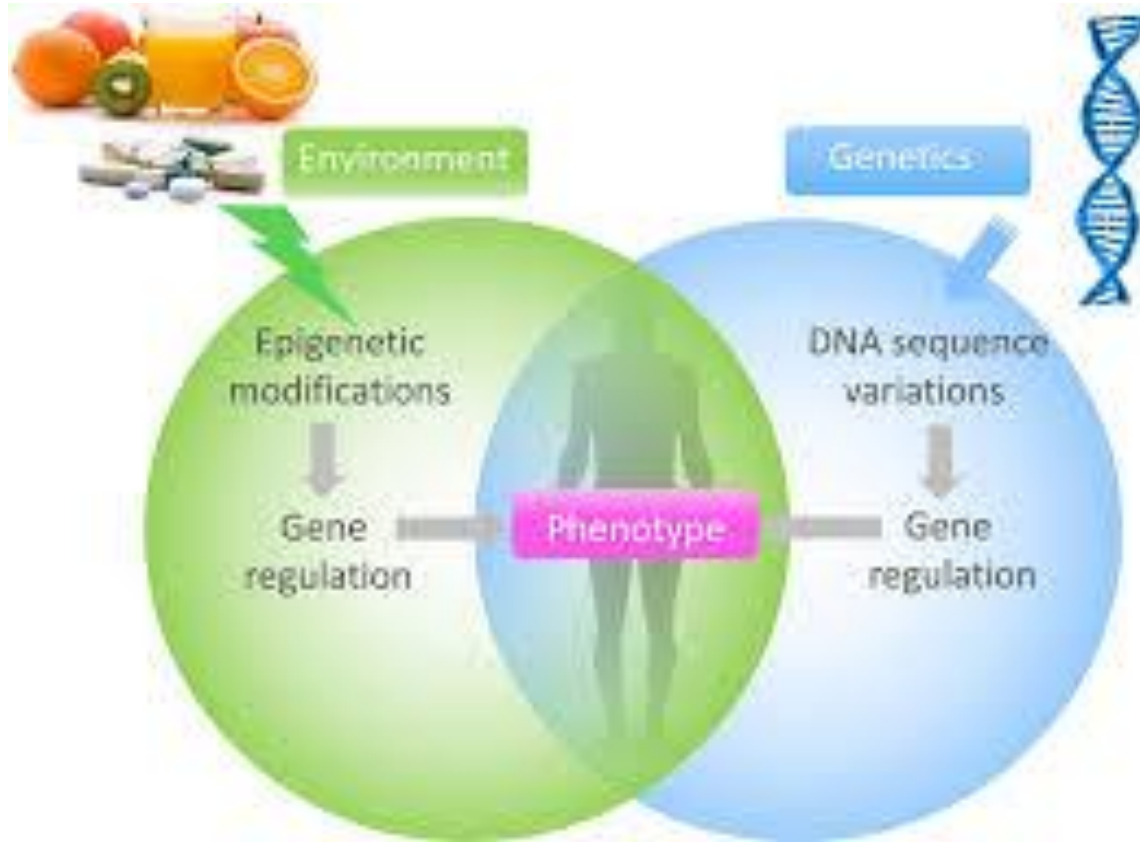 Environment
Genetics
Epigenetic
modifications
DNA sequence
variations
Gene
regulation
Phenotype
Gene
regulation